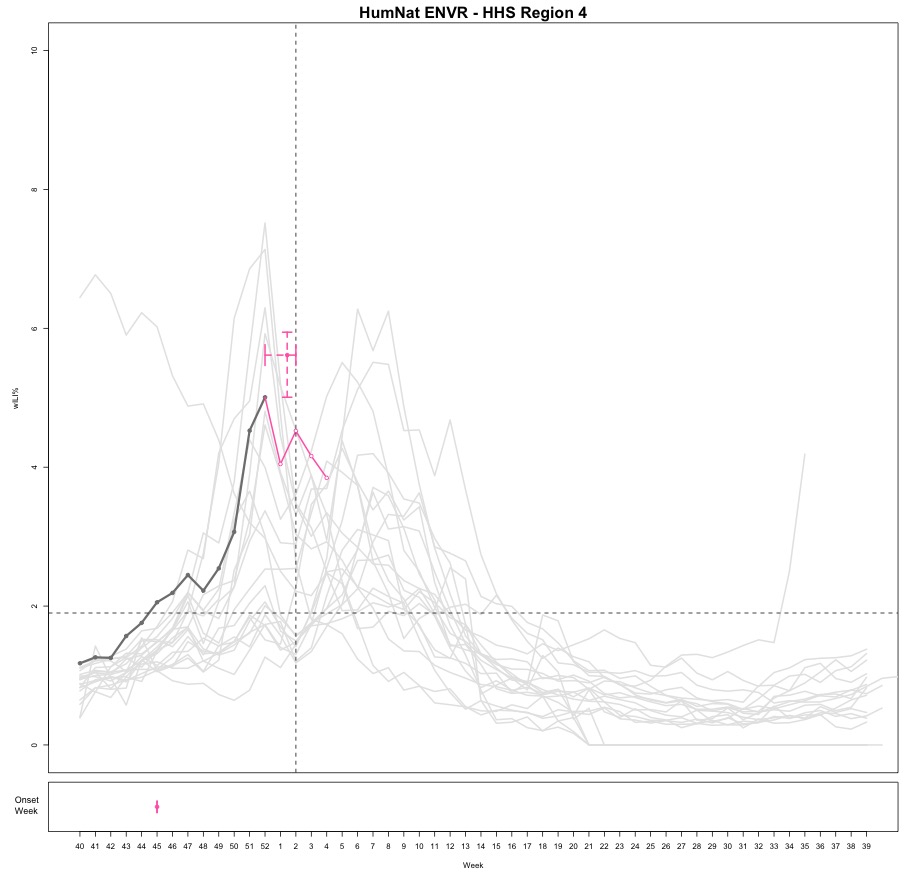 HumNat ENVR - HHS Region 4
10
8
6
4
2
0
wILI%
Onset
Week
40 41 42 43 44 45 46 47 48 49 50 51 52 1 2 3 4 5 6 7 8 9 10 11 12 13 14 15 16 17 18 19 20 21 22 23 24 25 26 27 28 29 30 31 32 33 34 35 36 37 38 39
Week